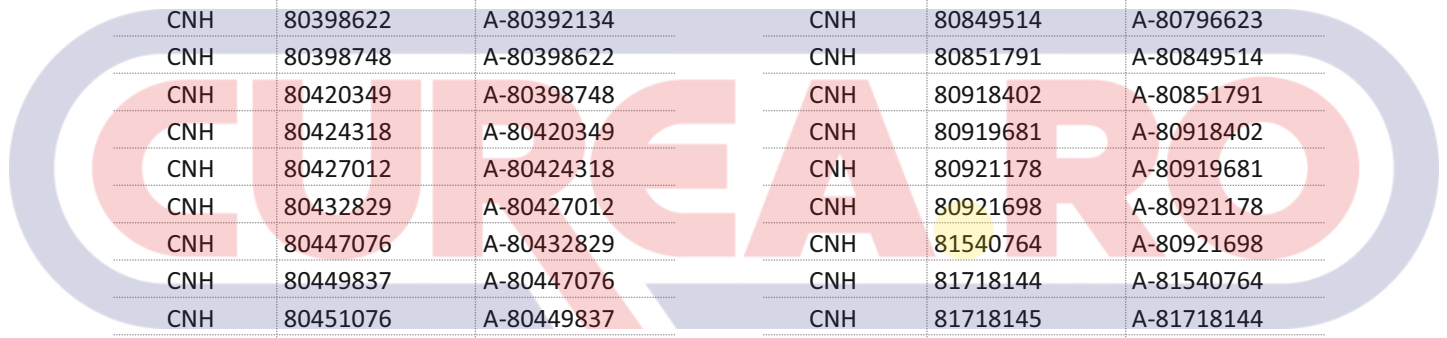 CNH 80398622 A-80392134 CNH 80849514 A-80796623
CNH 80398748 A-80398622 CNH 80851791 A-80849514
CNH 80420349 A-80398748 CNH 80918402 A-80851791
CNH 80424318 A-80420349 CNH 80919681 A-80918402
CNH 80427012 A-80424318 CNH 80921178 A-80919681
CNH 80432829 A-80427012 CNH 80921698 A-80921178
CNH 80447076 A-80432829 CNH 81540764 A-80921698
CNH 80449837 A-80447076 CNH 81718144 A-81540764
CNH 80451076 A-80449837 CNH 81718145 A-81718144
CUREA.RO